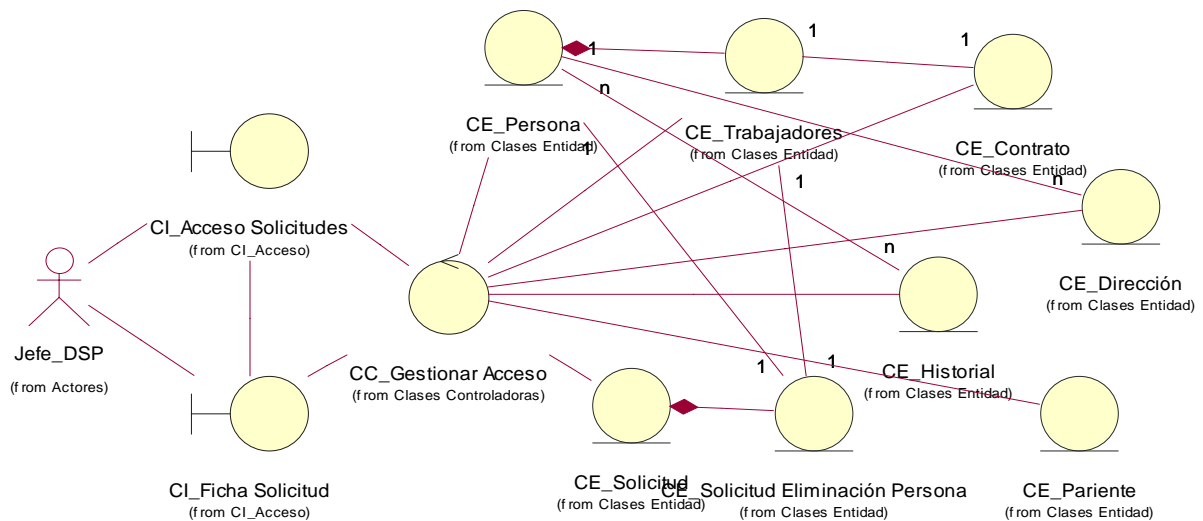 1
1
1
n
CE_Persona
(from Clases Entidad)
CE_Trabajadores
(from Clases Entidad)
CE_Contrato
(from Clases Entidad)
1
1
n
CI_Acceso Solicitudes
(from CI_Acceso)
n
CE_Dirección
(from Clases Entidad)
Jefe_DSP
(from Actores)
CC_Gestionar Acceso
(from Clases Controladoras)
1
1
CE_Historial
(from Clases Entidad)
CI_Ficha Solicitud
(from CI_Acceso)
CE_Solicitud
(from Clases Entidad)
CE_Solicitud Eliminación Persona
(from Clases Entidad)
CE_Pariente
(from Clases Entidad)